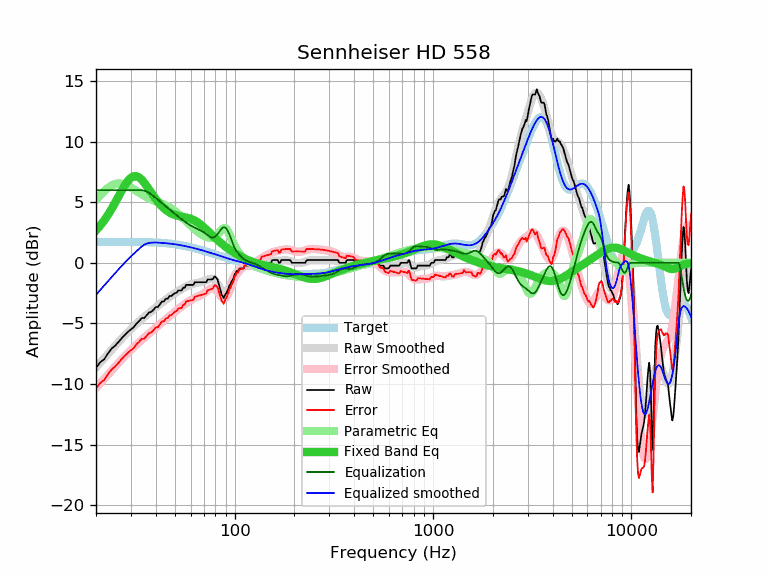 Sennheiser HD 558
Amplitude (dBr)
15
10
5
0
−5
−10
−15
−20
Target
Raw Smoothed
Error Smoothed
Raw
Error
Parametric Eq
Fixed Band Eq
Equalization
Equalized smoothed
100
1000
10000
Frequency (Hz)